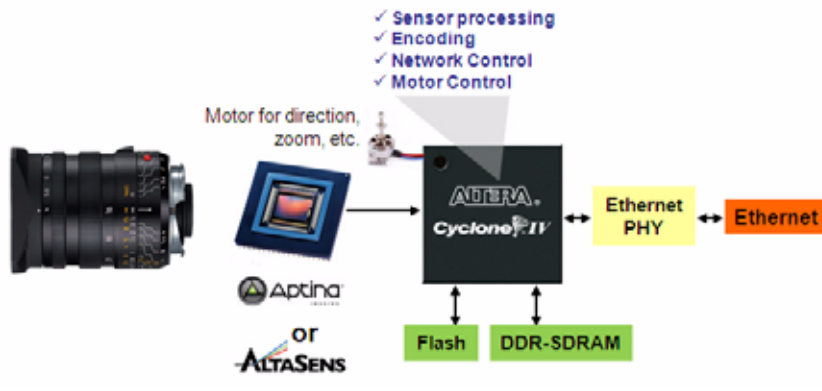 ✓ Sensor processing
✓ Encoding
✓ Network Control
✓ Motor Control
Motor for direction,
zoom, etc.
ALTERA®
Cyclone IV
Ethernet
PHY
Ethernet
Aptina
or
ALTASENS
Flash
DDR-SDRAM